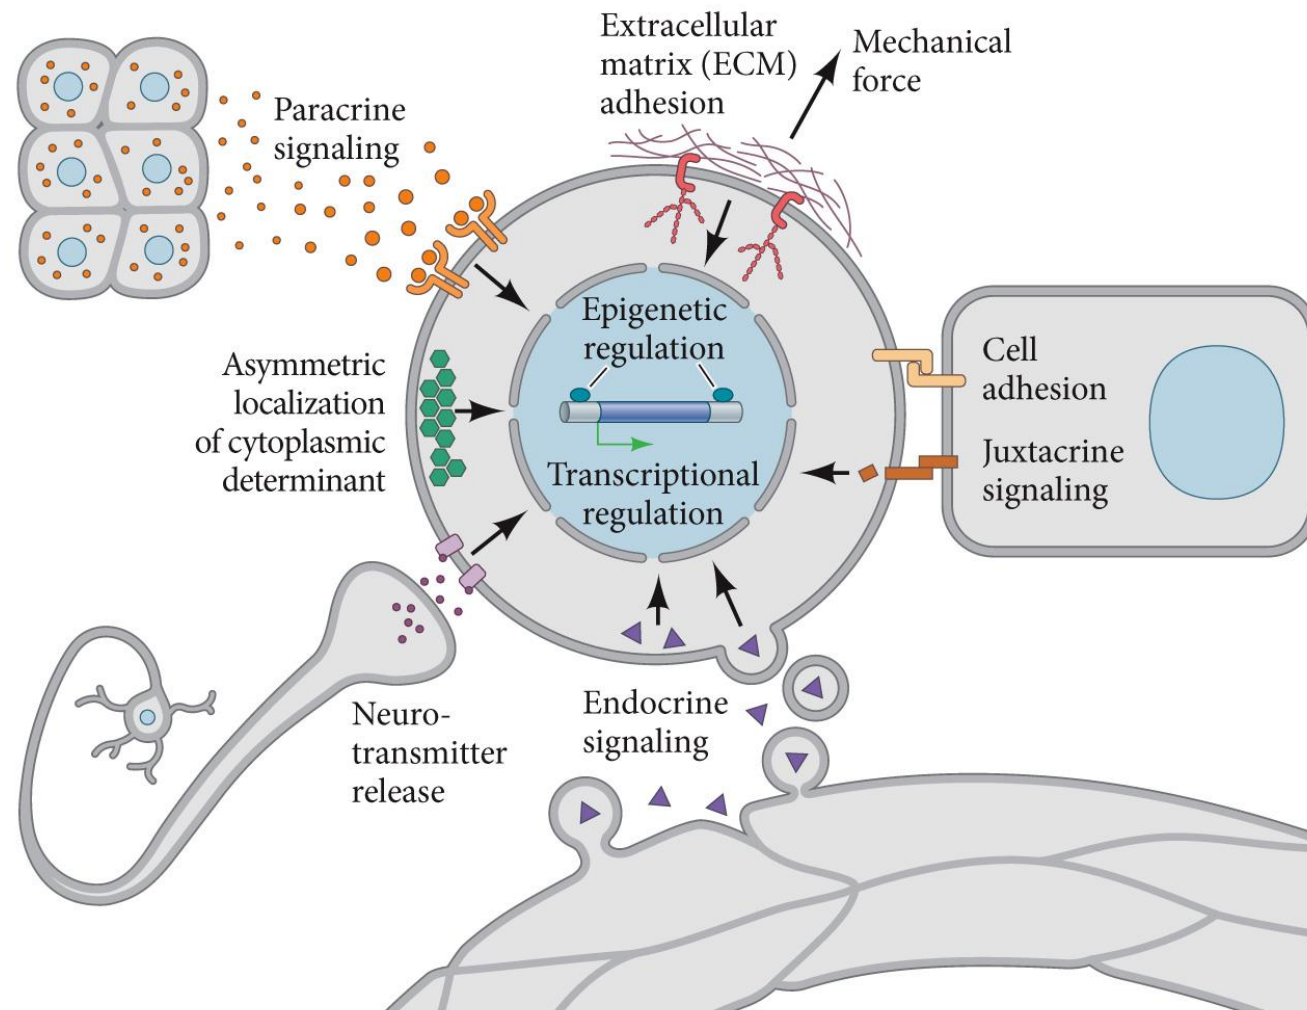 Extracellular
matrix (ECM)
adhesion
Mechanical
force
Paracrine
signaling
Epigenetic
regulation
Asymmetric
localization
of cytoplasmic
determinant
Cell
adhesion
Juxtacrine
signaling
Transcriptional
regulation
Neuro-
transmitter
release
Endocrine
signaling